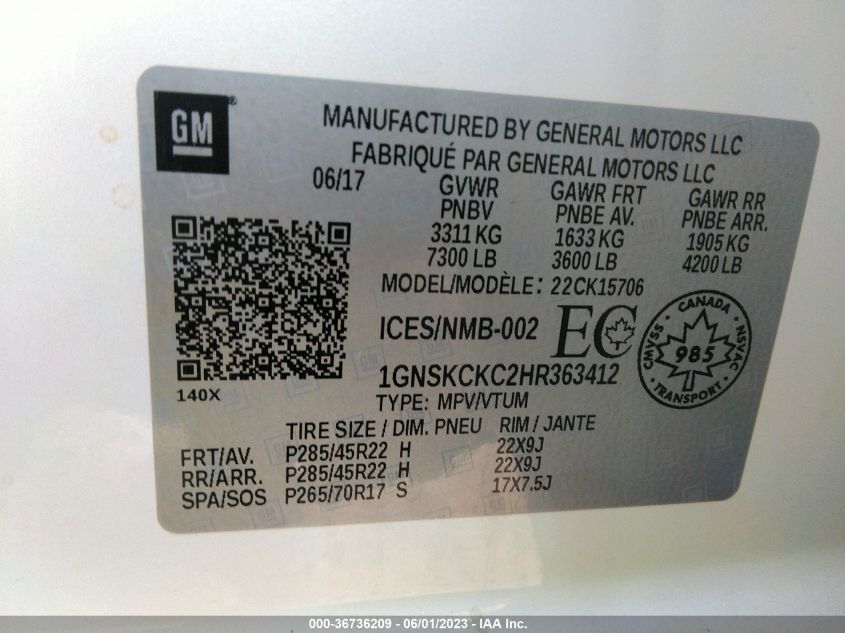 GM®
MANUFACTURED BY GENERAL MOTORS LLC
FABRIQUÉ PAR GENERAL MOTORS LLC
06/17
GVWR GAWR FRT GAWR RR
PNBV PNBE AV. PNBE ARR.
3311 KG 1633 KG 1905 KG
7300 LB 3600 LB 4200 LB
MODEL/MODÈLE: 22CK15706
140X
ICES/NMB-002 EC
CANADA
CMVSS 985 NSVAC
TRANSPORT
1GNSKCKC2HR363412
TYPE: MPV/VTUM
TIRE SIZE / DIM. PNEU RIM / JANTE
FRT/AV. P285/45R22 H 22X9J
RR/ARR. P285/45R22 H 22X9J
SPA/SOS P265/70R17 S 17X7.5J
000-36736209 - 06/01/2023 - IAA Inc.